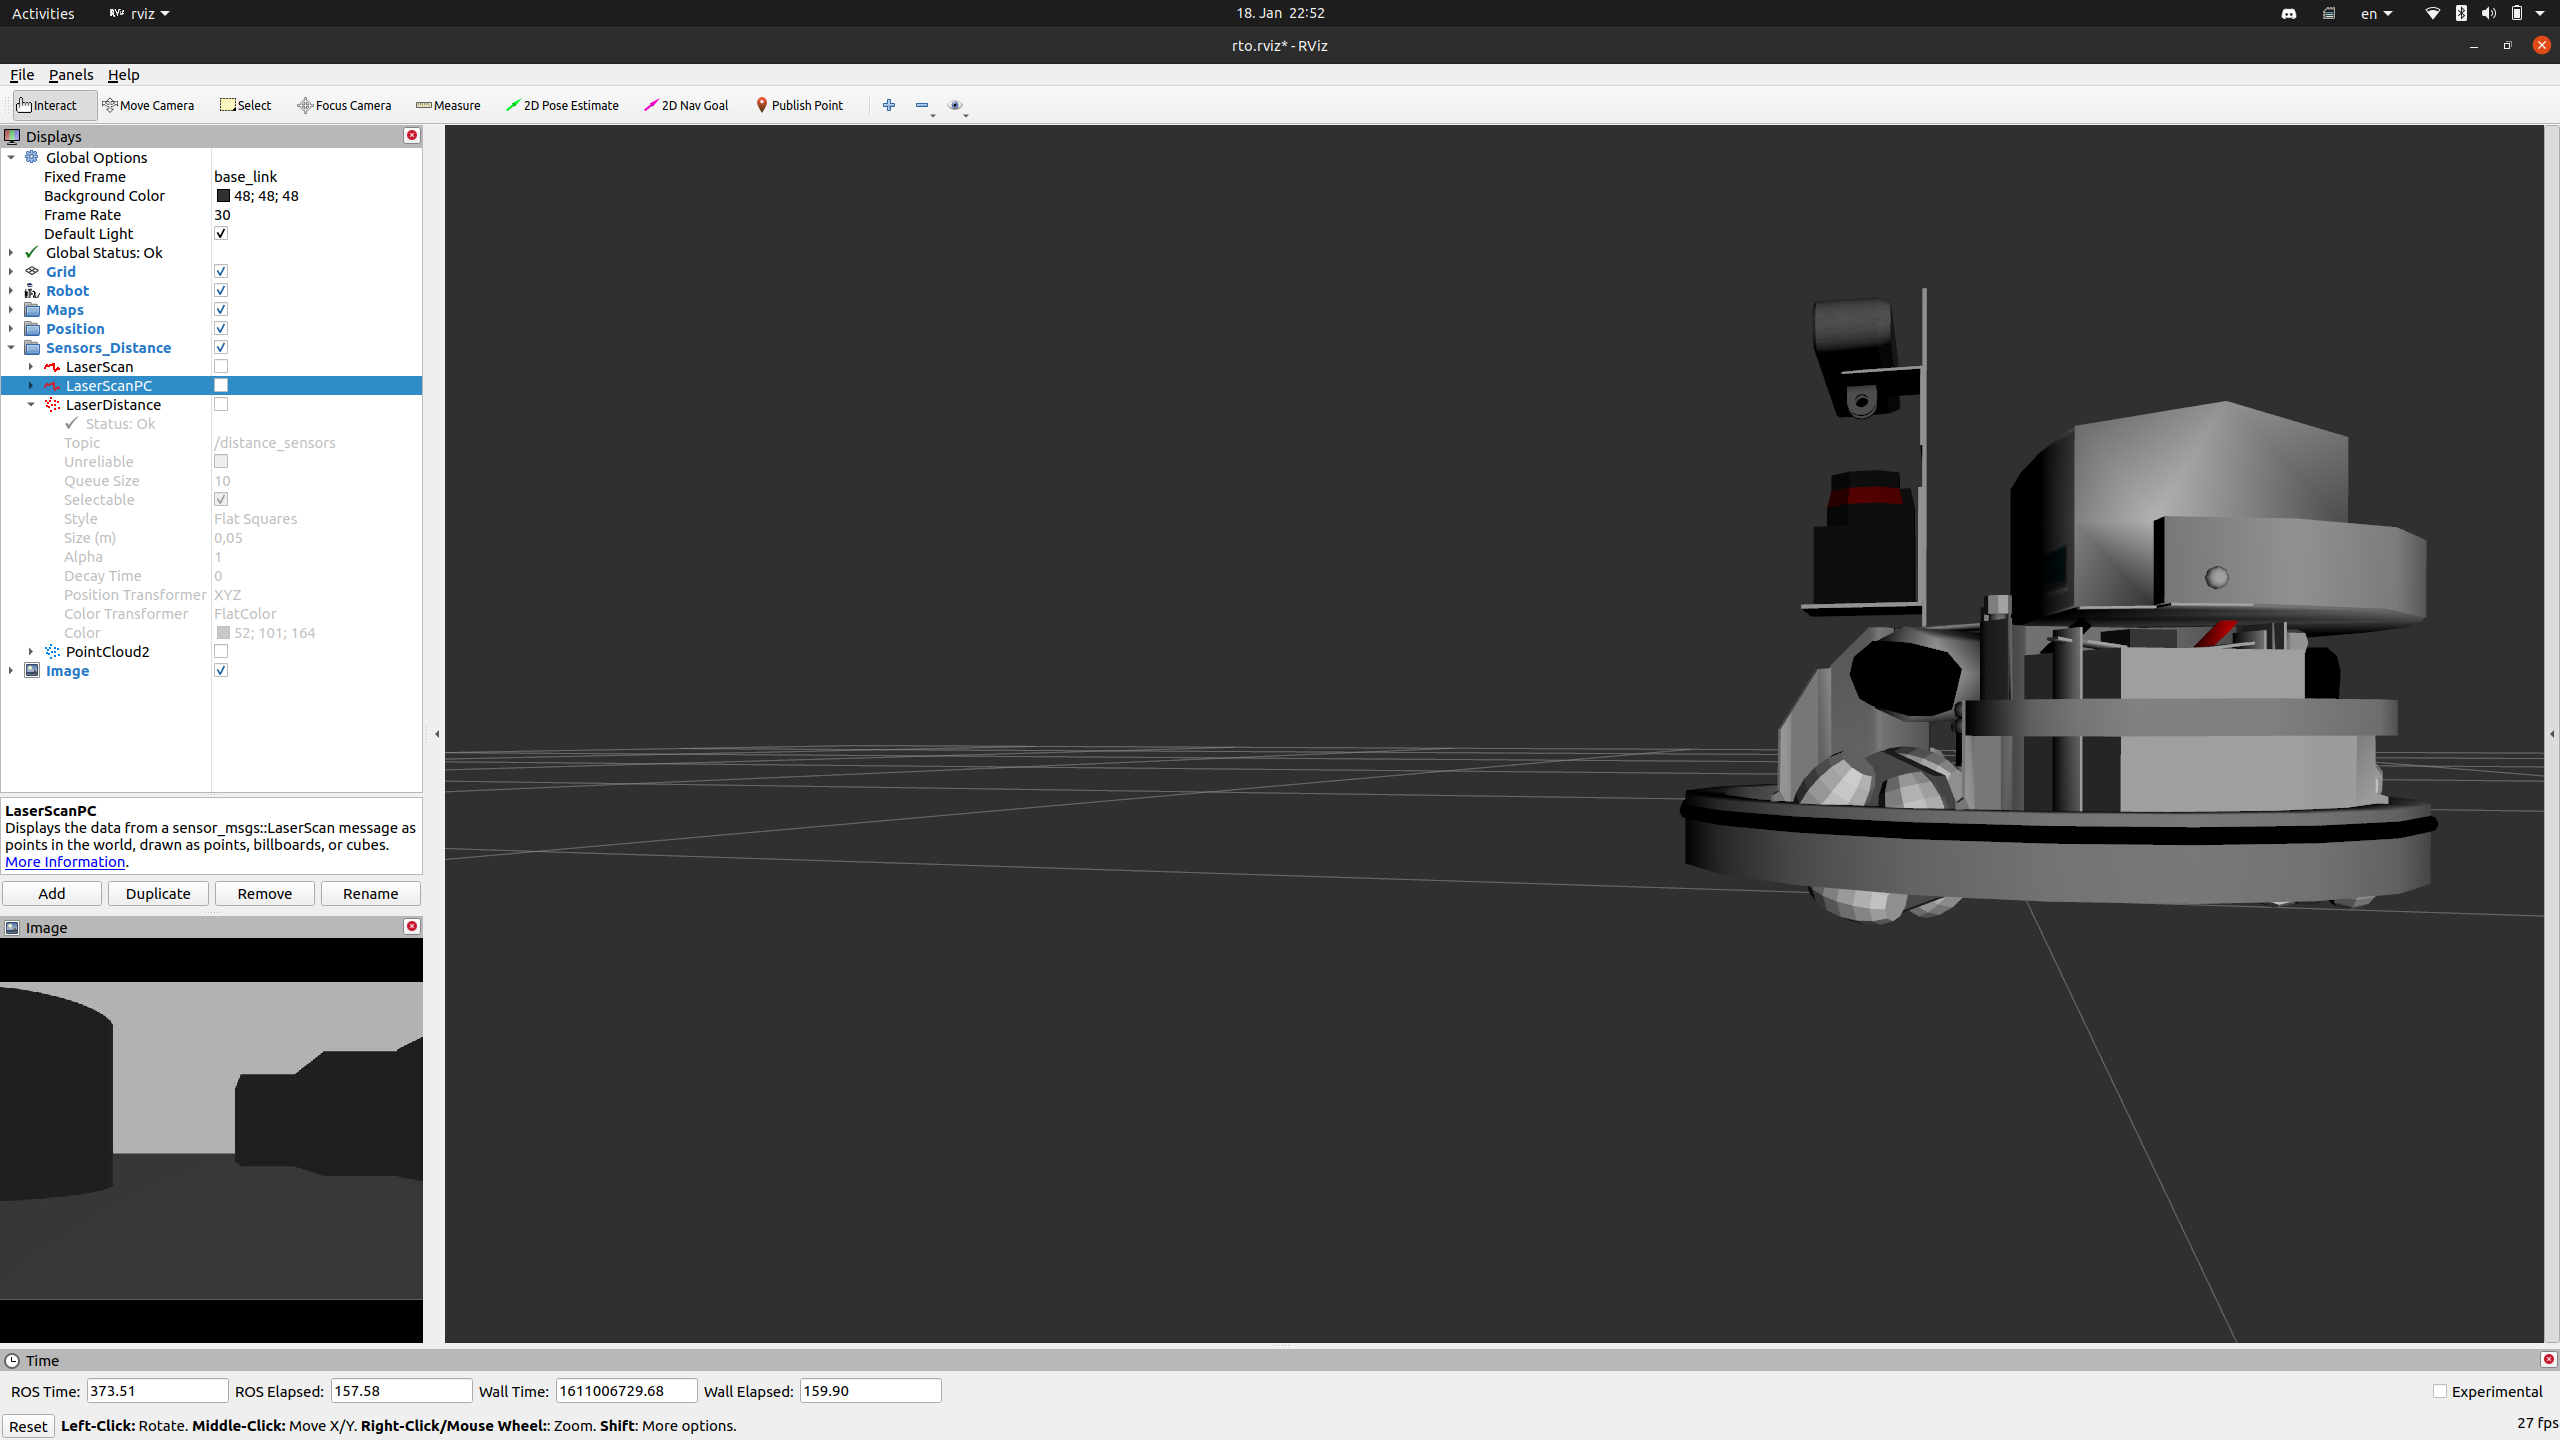 Activities RViz rviz 18. Jan 22:52 en
rto.rviz* - RViz
File Panels Help
Interact Move Camera Select Focus Camera Measure 2D Pose Estimate 2D Nav Goal Publish Point
Displays
Global Options
Fixed Frame base_link
Background Color 48; 48; 48
Frame Rate 30
Default Light
Global Status: Ok
Grid
Robot
Maps
Position
Sensors_Distance
LaserScan
LaserScanPC
LaserDistance
Status: Ok
Topic /distance_sensors
Unreliable
Queue Size 10
Selectable
Style Flat Squares
Size (m) 0,05
Alpha 1
Decay Time 0
Position Transformer XYZ
Color Transformer FlatColor
Color 52; 101; 164
PointCloud2
Image
LaserScanPC
Displays the data from a sensor_msgs::LaserScan message as
points in the world, drawn as points, billboards, or cubes.
More Information.
Add Duplicate Remove Rename
Image
Time
ROS Time: 373.51 ROS Elapsed: 157.58 Wall Time: 1611006729.68 Wall Elapsed: 159.90 Experimental
Reset Left-Click: Rotate. Middle-Click: Move X/Y. Right-Click/Mouse Wheel:: Zoom. Shift: More options. 27 fps